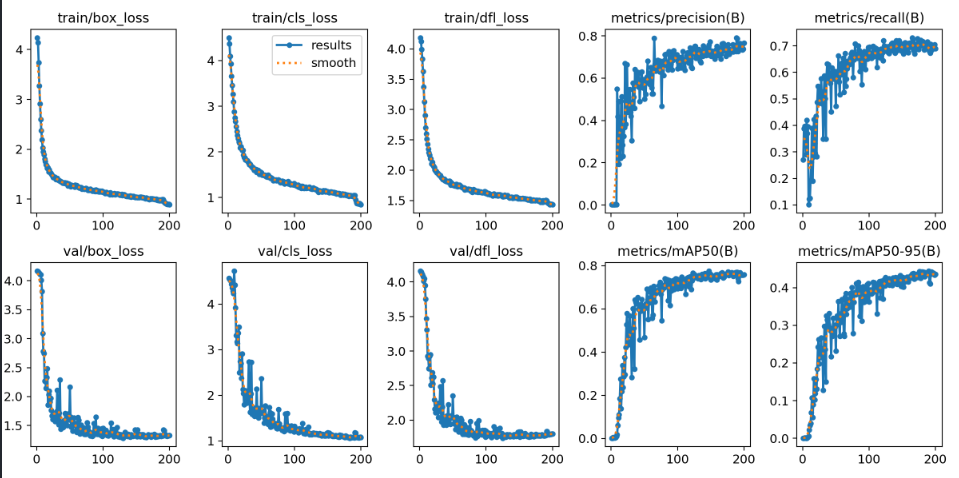 train/box_loss
train/cls_loss
train/dfl_loss
metrics/precision(B)
metrics/recall(B)
4
3
2
1
0 100 200
4
3
2
1
results
smooth
0 100 200
4.0
3.5
3.0
2.5
2.0
1.5
0 100 200
0.8
0.6
0.4
0.2
0.0
0 100 200
0.7
0.6
0.5
0.4
0.3
0.2
0.1
0 100 200
val/box_loss
val/cls_loss
val/dfl_loss
metrics/mAP50(B)
metrics/mAP50-95(B)
4.0
3.5
3.0
2.5
2.0
1.5
0 100 200
4
3
2
1
0 100 200
4.0
3.5
3.0
2.5
2.0
0 100 200
0.8
0.6
0.4
0.2
0.0
0 100 200
0.4
0.3
0.2
0.1
0.0
0 100 200